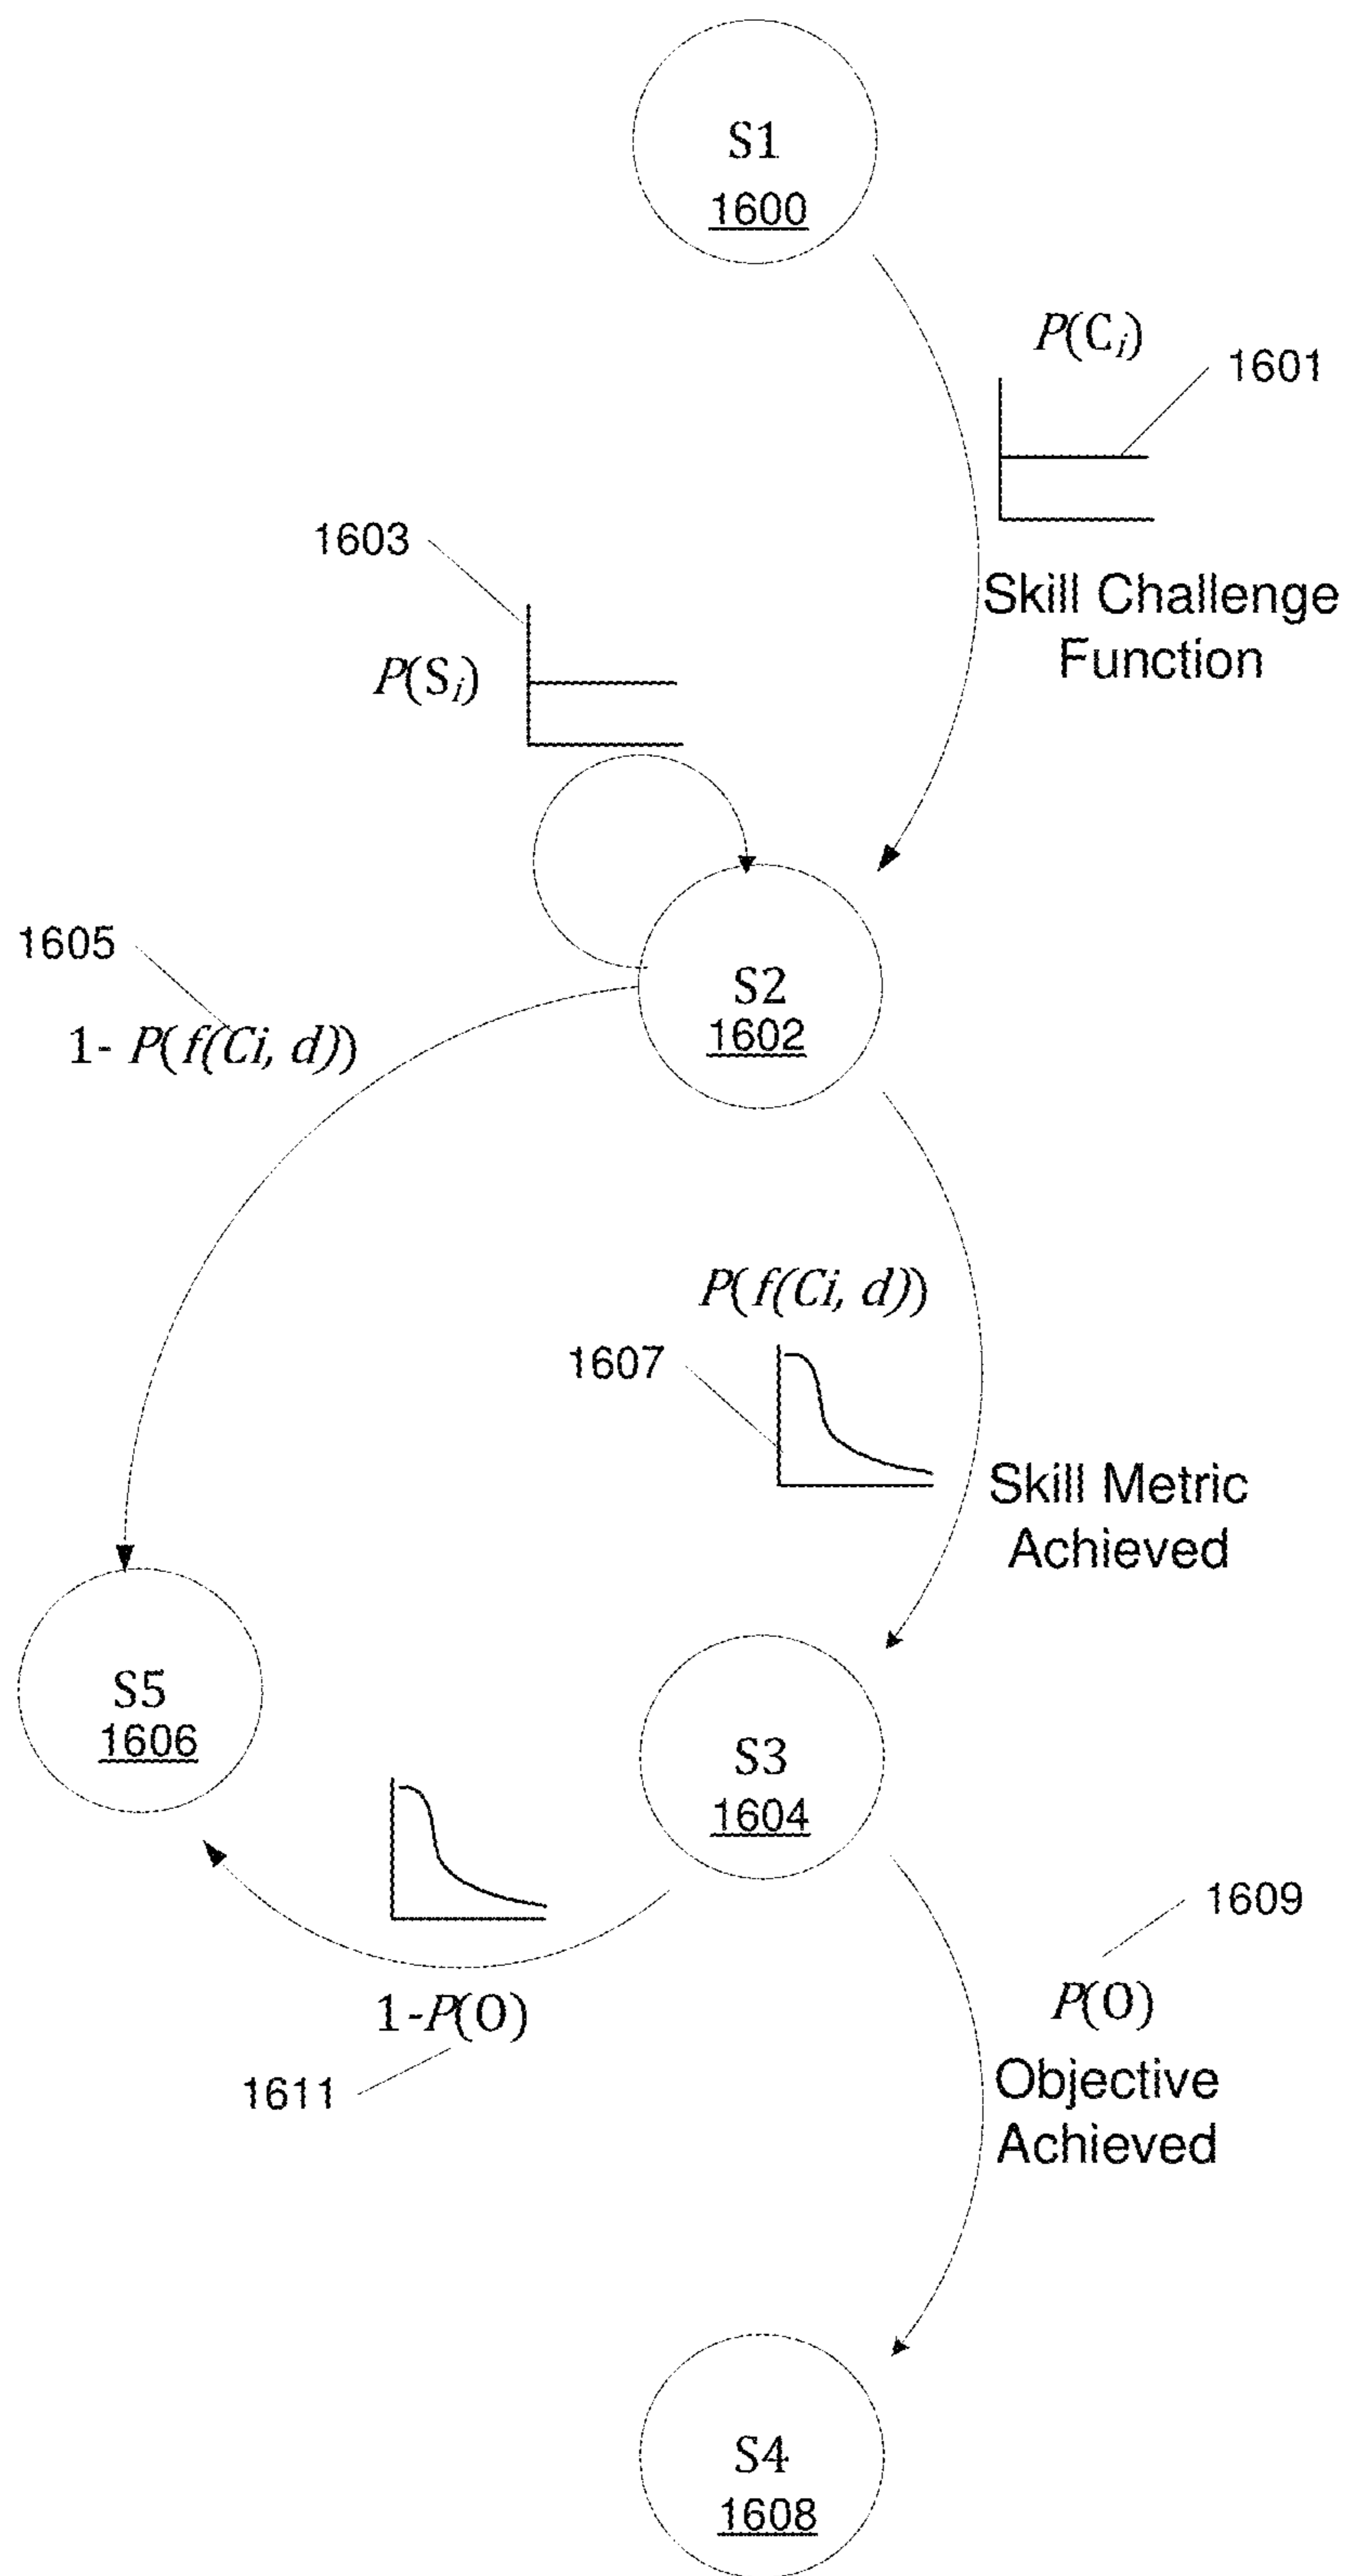 S1
1600
P(Ci)
1601
Skill Challenge
Function
1603
P(Si)
1605
1- P(f(Ci, d))
S2
1602
P(f(Ci, d))
1607
Skill Metric
Achieved
S5
1606
S3
1604
1609
P(O)
1-P(O)
1611
Objective
Achieved
S4
1608